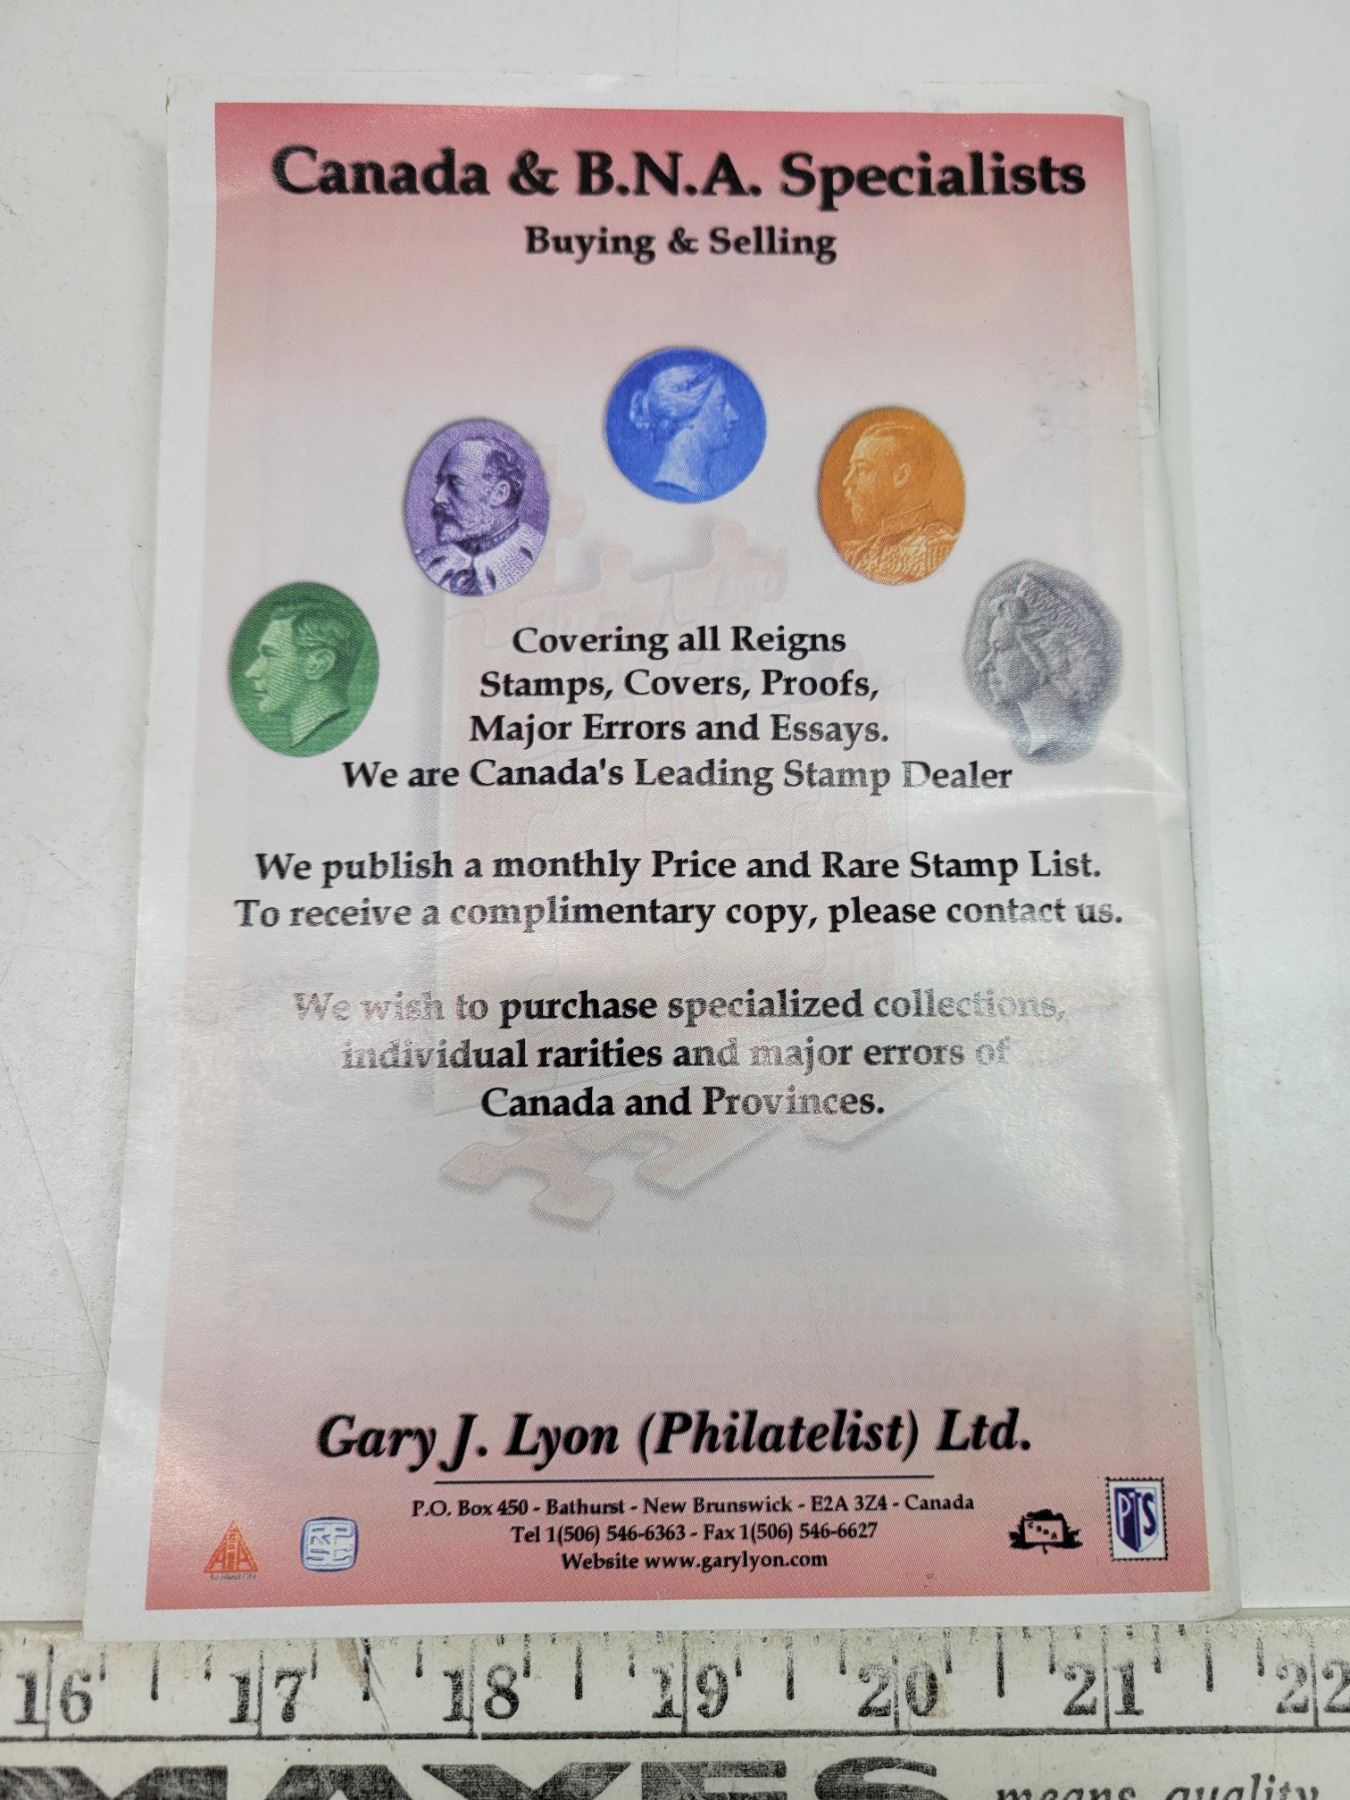 Canada & B.N.A. Specialists
Buying & Selling
Covering all Reigns
Stamps, Covers, Proofs,
Major Errors and Essays.
We are Canada's Leading Stamp Dealer
We publish a monthly Price and Rare Stamp List.
To receive a complimentary copy, please contact us.
We wish to purchase specialized collections,
individual rarities and major errors of
Canada and Provinces.
Gary J. Lyon (Philatelist) Ltd.
P.O. Box 450 - Bathurst - New Brunswick - E2A 3Z4 - Canada
Tel 1(506) 546-6363 - Fax 1(506) 546-6627
Website www.garylyon.com
PTS
16 17 18 19 20 21 22
means quality